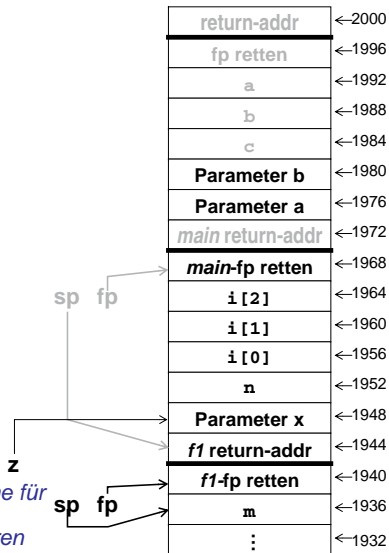 return-addr ←2000
fp retten ←1996
a ←1992
b ←1988
c ←1984
Parameter b ←1980
Parameter a ←1976
main return-addr ←1972
main-fp retten ←1968
sp fp i[2] ←1964
i[1] ←1960
i[0] ←1956
n ←1952
Parameter x ←1948
f1 return-addr ←1944
z
f1-fp retten ←1940
für
sp fp m ←1936
⋮ ←1932